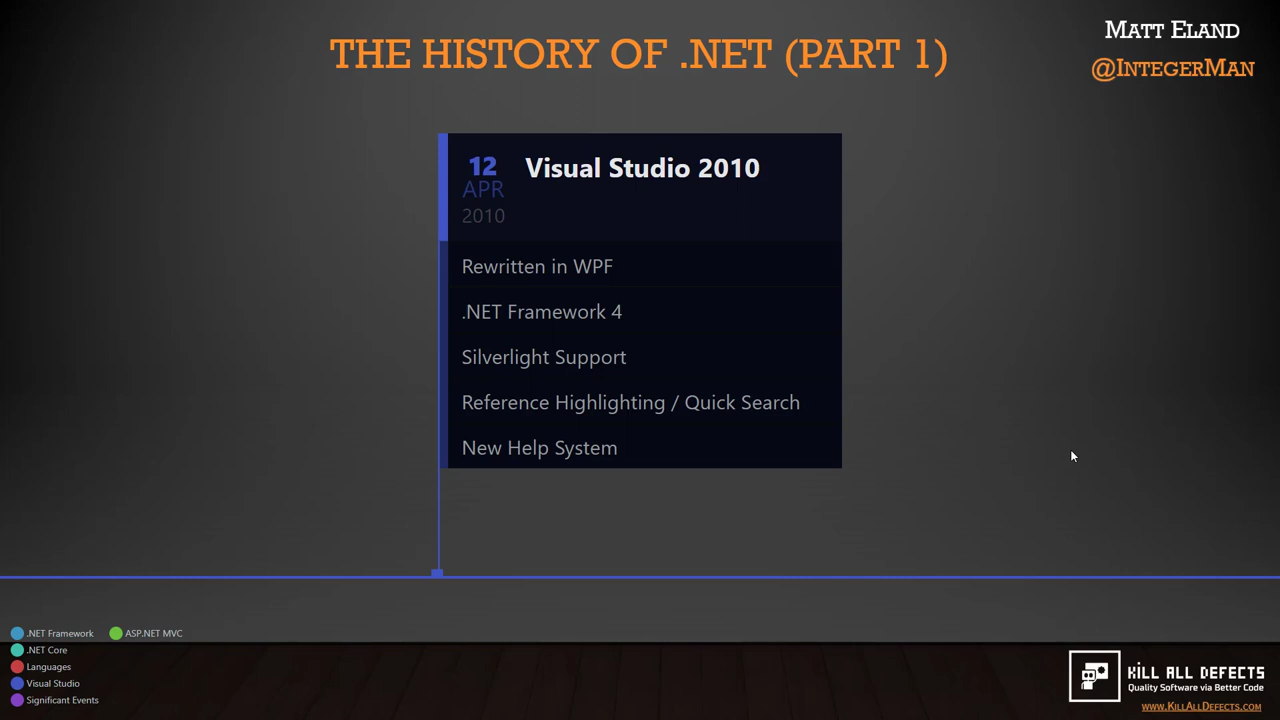 THE HISTORY OF .NET (PART 1)
MATT ELAND
@INTEGERMAN
12
APR
2010
Visual Studio 2010
Rewritten in WPF
.NET Framework 4
Silverlight Support
Reference Highlighting / Quick Search
New Help System
.NET Framework
ASP.NET MVC
.NET Core
Languages
Visual Studio
Significant Events
KILL ALL DEFECTS
Quality Software via Better Code
WWW.KILLALLDEFECTS.COM